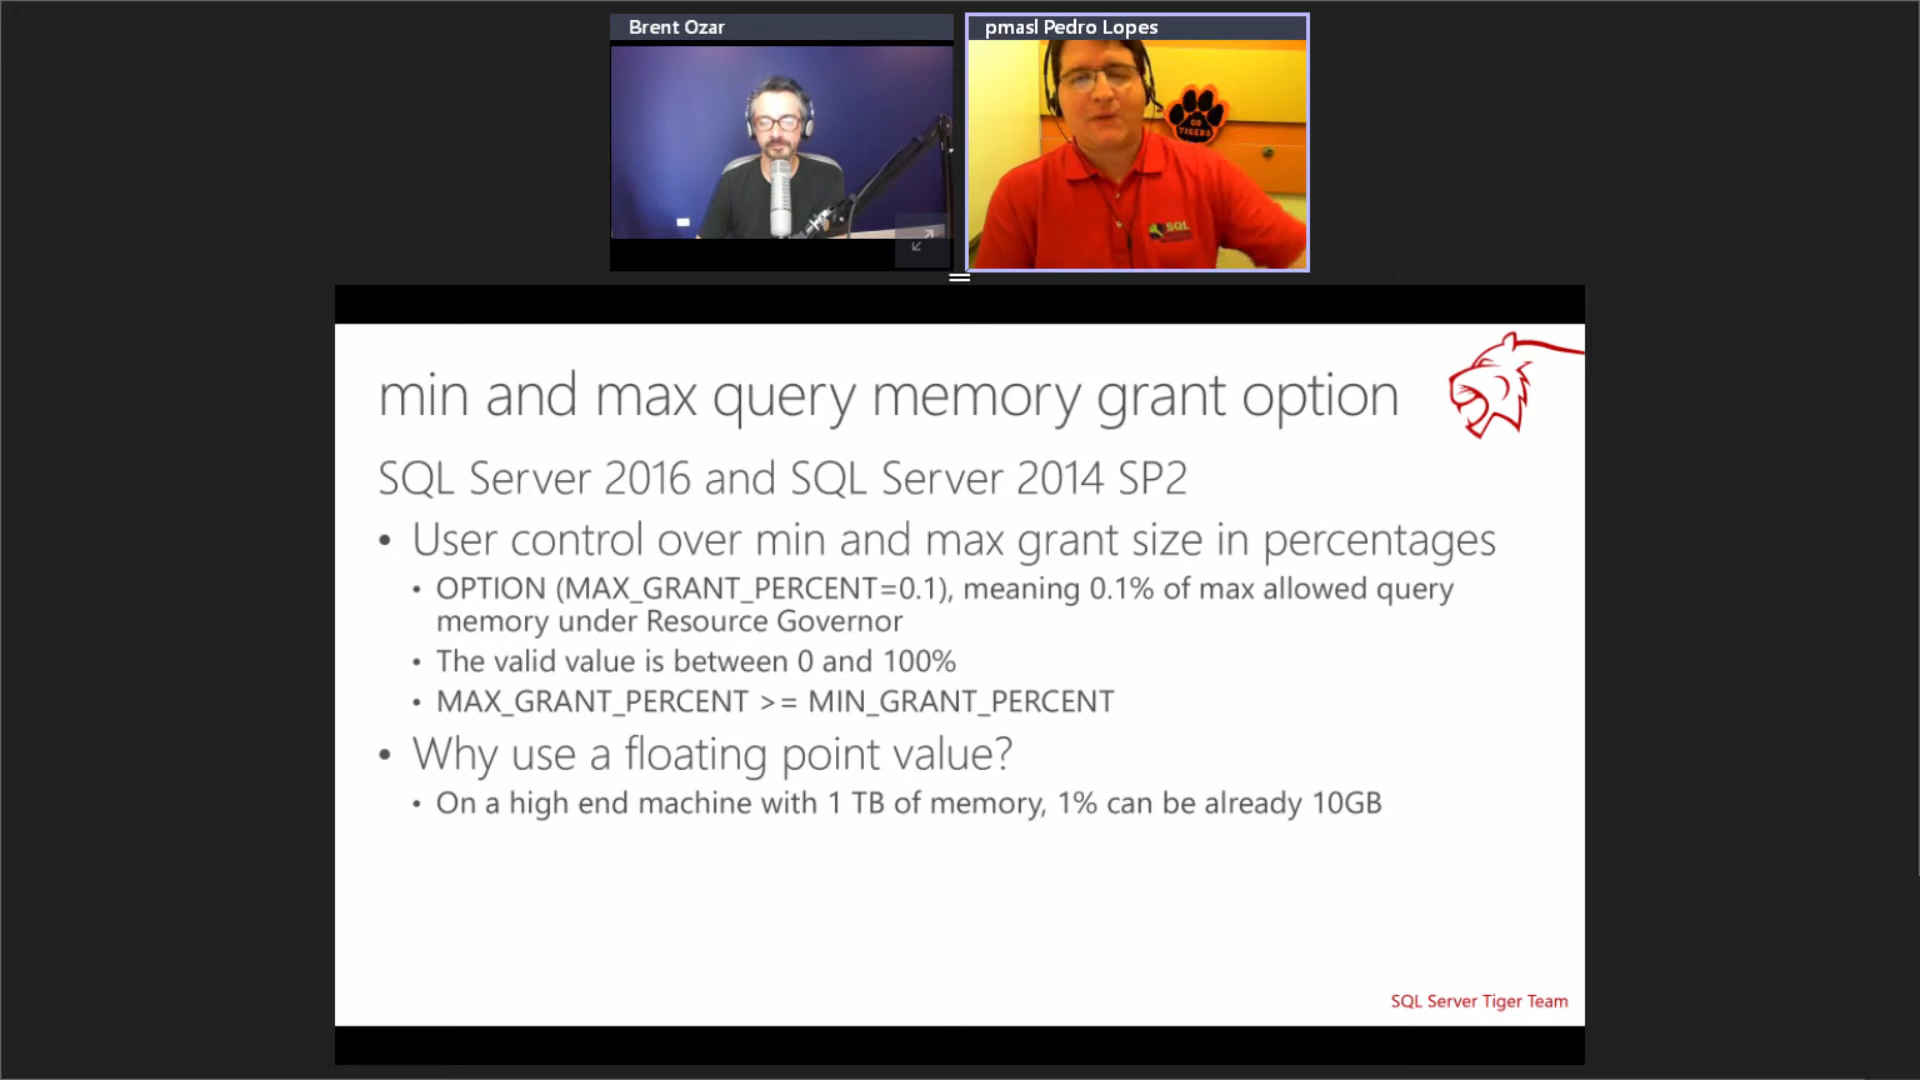 Brent Ozar
pmasl Pedro Lopes
GO
TIGERS
SQL
min and max query memory grant option
SQL Server 2016 and SQL Server 2014 SP2
• User control over min and max grant size in percentages
• OPTION (MAX_GRANT_PERCENT=0.1), meaning 0.1% of max allowed query
memory under Resource Governor
• The valid value is between 0 and 100%
• MAX_GRANT_PERCENT >= MIN_GRANT_PERCENT
• Why use a floating point value?
• On a high end machine with 1 TB of memory, 1% can be already 10GB
SQL Server Tiger Team